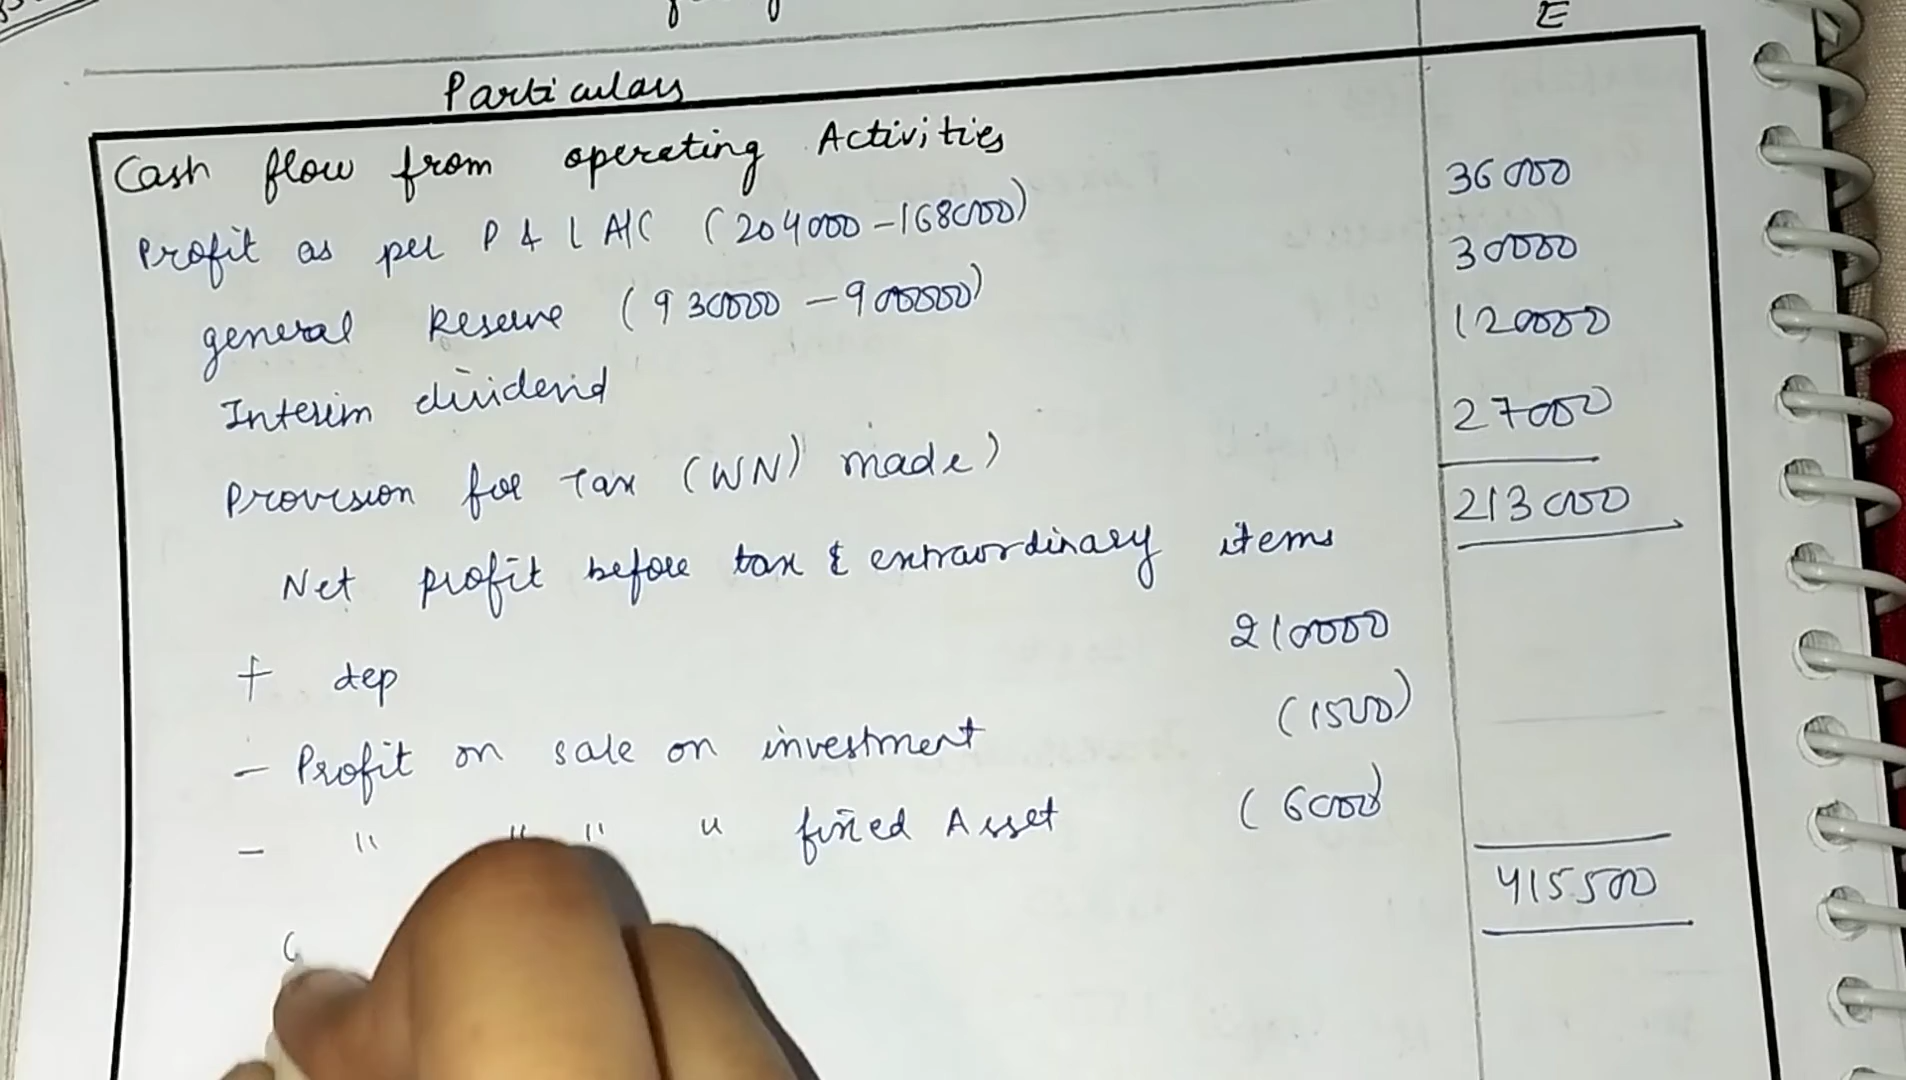 E
Particulars
Cash flow from operating Activities
Profit as per P & L A/C (204000 - 168000) 36000
general Reserve (930000 - 900000) 30000
Interim dividend 120000
Provision for Tax (WN) made) 27000
213000
Net profit before tax & extraordinary items
+ dep 210000
- Profit on sale on investment (1500)
- " " " " fixed Asset (6000)
415500